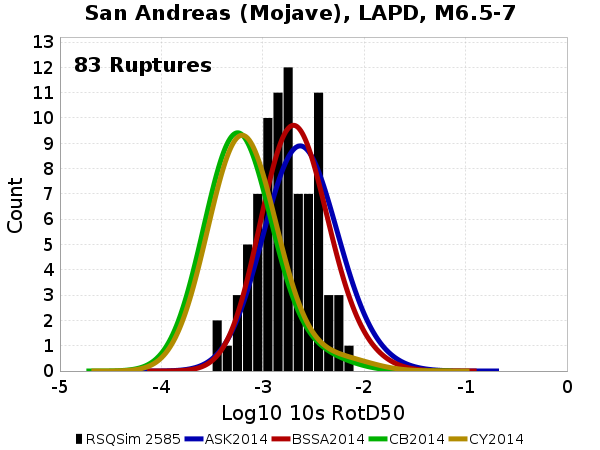 San Andreas (Mojave), LAPD, M6.5-7
83 Ruptures
Count
13
12
11
10
9
8
7
6
5
4
3
2
1
0
-5 -4 -3 -2 -1 0
Log10 10s RotD50
RSQSim 2585 ASK2014 BSSA2014 CB2014 CY2014